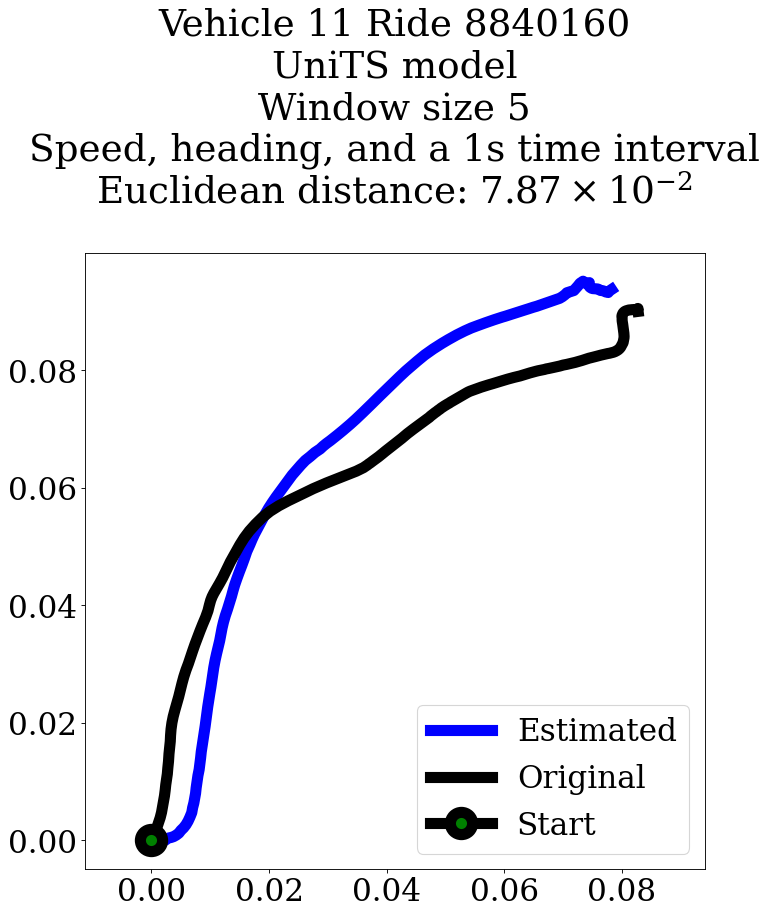 Vehicle 11 Ride 8840160
UniTS model
Window size 5
Speed, heading, and a 1s time interval
Euclidean distance: 7.87 × 10⁻²
0.08
0.06
0.04
0.02
0.00
Estimated
Original
Start
0.00 0.02 0.04 0.06 0.08